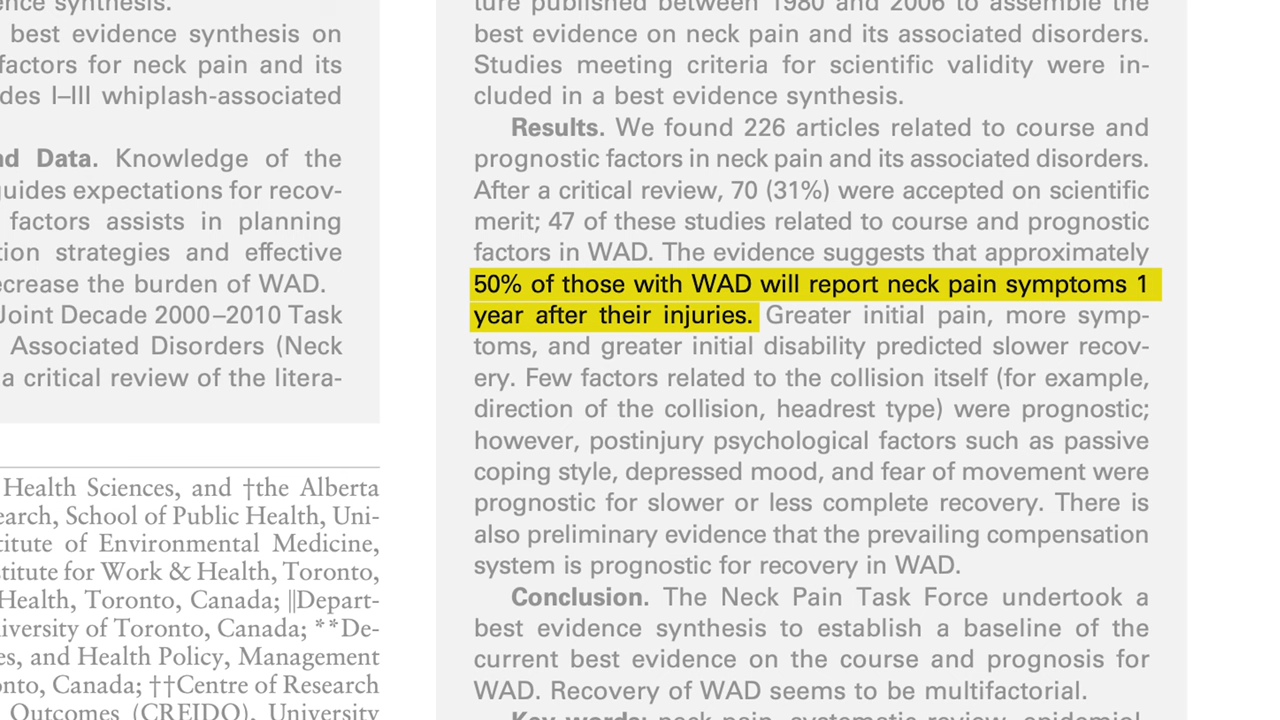 ence synthesis.
best evidence synthesis on
factors for neck pain and its
des I–III whiplash-associated
nd Data. Knowledge of the
guides expectations for recov-
factors assists in planning
tion strategies and effective
ecrease the burden of WAD.
Joint Decade 2000–2010 Task
Associated Disorders (Neck
a critical review of the litera-
Health Sciences, and †the Alberta
earch, School of Public Health, Uni-
titute of Environmental Medicine,
stitute for Work & Health, Toronto,
Health, Toronto, Canada; ||Depart-
iversity of Toronto, Canada; **De-
es, and Health Policy, Management
onto, Canada; ††Centre of Research
Outcomes (CREIDO), University
ture published between 1980 and 2006 to assemble the
best evidence on neck pain and its associated disorders.
Studies meeting criteria for scientific validity were in-
cluded in a best evidence synthesis.
Results. We found 226 articles related to course and
prognostic factors in neck pain and its associated disorders.
After a critical review, 70 (31%) were accepted on scientific
merit; 47 of these studies related to course and prognostic
factors in WAD. The evidence suggests that approximately
50% of those with WAD will report neck pain symptoms 1
year after their injuries. Greater initial pain, more symp-
toms, and greater initial disability predicted slower recov-
ery. Few factors related to the collision itself (for example,
direction of the collision, headrest type) were prognostic;
however, postinjury psychological factors such as passive
coping style, depressed mood, and fear of movement were
prognostic for slower or less complete recovery. There is
also preliminary evidence that the prevailing compensation
system is prognostic for recovery in WAD.
Conclusion. The Neck Pain Task Force undertook a
best evidence synthesis to establish a baseline of the
current best evidence on the course and prognosis for
WAD. Recovery of WAD seems to be multifactorial.
Key words: neck pain, systematic review, epidemiol-